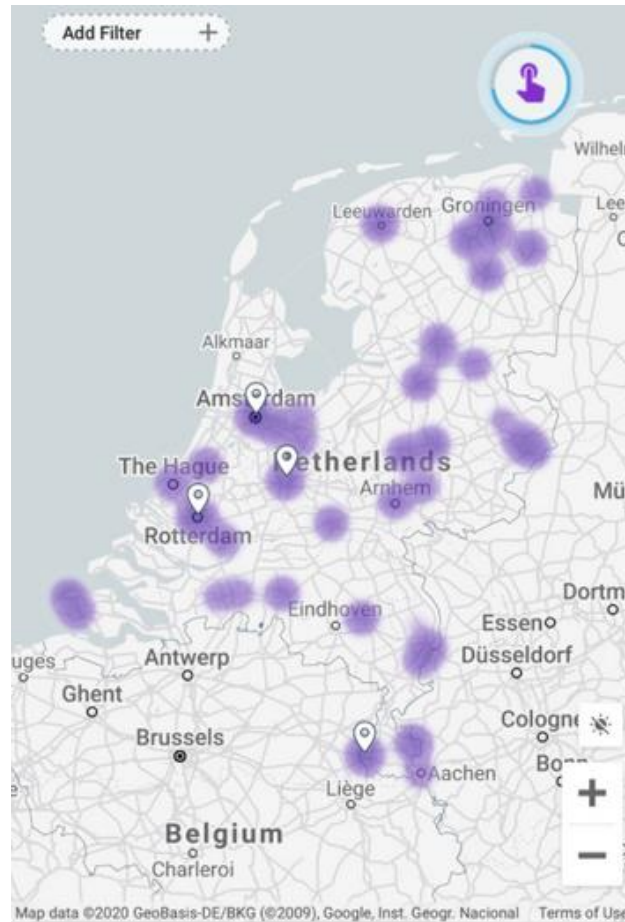 Add Filter
Wilhel
Leeuwarden
Groningen
Lee
Alkmaar
Amsterdam
The Hague
Netherlands
Arnhem
Mü
Rotterdam
Dortm
Eindhoven
Essen
uges
Antwerp
Düsseldorf
Ghent
Brussels
Cologne
Bonn
Aachen
Liège
Belgium
Charleroi
Map data ©2020 GeoBasis-DE/BKG (©2009), Google, Inst. Geogr. Nacional Terms of Use